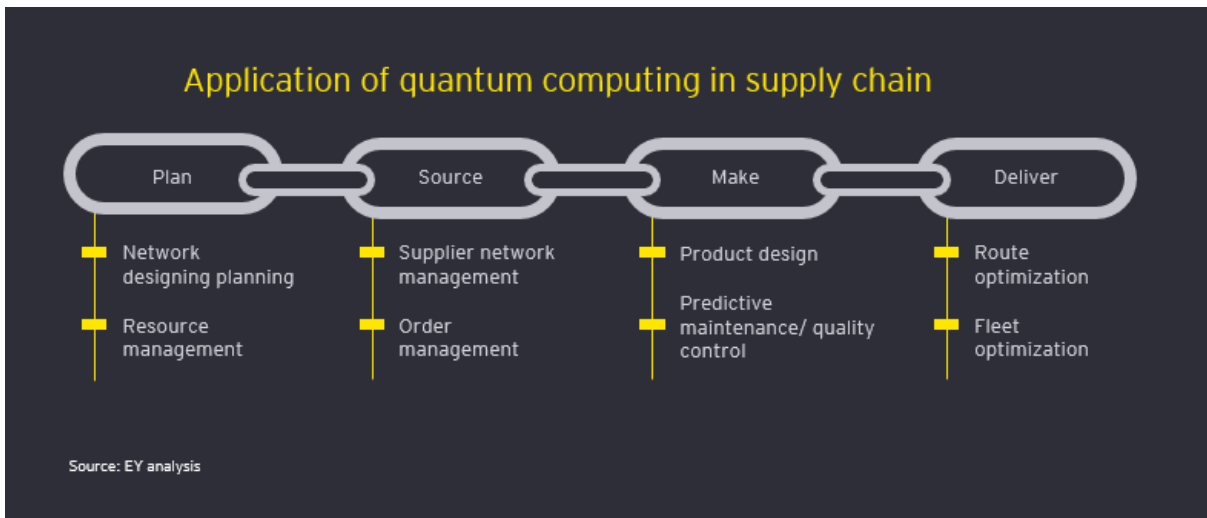 Application of quantum computing in supply chain
Plan
Source
Make
Deliver
Network
designing planning
Resource
management
Supplier network
management
Order
management
Product design
Predictive
maintenance/ quality
control
Route
optimization
Fleet
optimization
Source: EY analysis